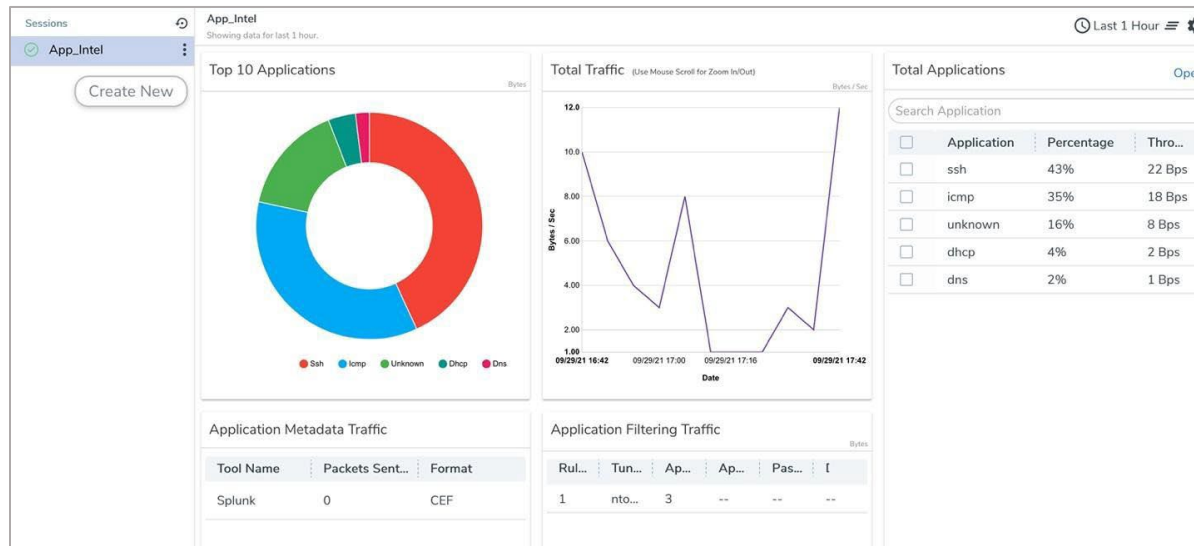 Sessions
App_Intel
Create New
App_Intel
Showing data for last 1 hour.
Last 1 Hour
Top 10 Applications
Bytes
Ssh Icmp Unknown Dhcp Dns
Total Traffic (Use Mouse Scroll for Zoom In/Out)
Bytes / Sec
12.0
10.0
8.00
6.00
4.00
2.00
1.00
Bytes / Sec
09/29/21 16:42 09/29/21 17:00 09/29/21 17:16 09/29/21 17:42
Date
Total Applications
Ope
Search Application
Application Percentage Thro...
ssh 43% 22 Bps
icmp 35% 18 Bps
unknown 16% 8 Bps
dhcp 4% 2 Bps
dns 2% 1 Bps
Application Metadata Traffic
Tool Name Packets Sent... Format
Splunk 0 CEF
Application Filtering Traffic
Bytes
Rul... Tun... Ap... Ap... Pas...
1 nto... 3 -- -- --